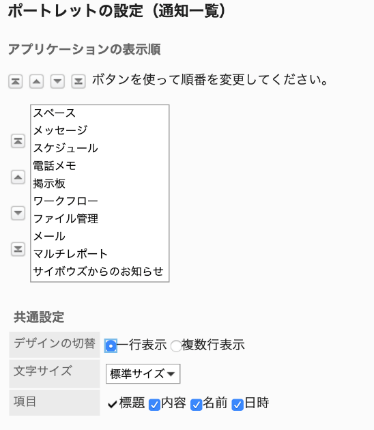 ポートレットの設定（通知一覧）
アプリケーションの表示順
ボタンを使って順番を変更してください。
スペース
メッセージ
スケジュール
電話メモ
掲示板
ワークフロー
ファイル管理
メール
マルチレポート
サイボウズからのお知らせ
共通設定
デザインの切替 一行表示 複数行表示
文字サイズ 標準サイズ
項目 標題 内容 名前 日時